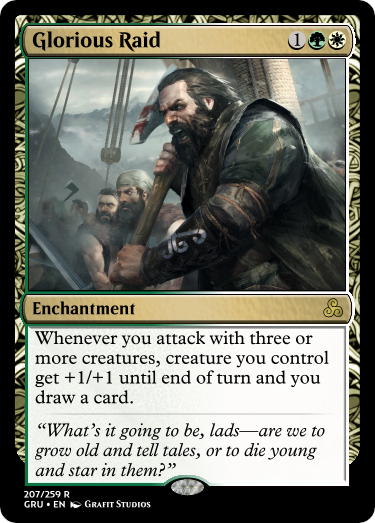 Glorious Raid 1
Enchantment
Whenever you attack with three or
more creatures, creature you control
get +1/+1 until end of turn and you
draw a card.
“What’s it going to be, lads—are we to
grow old and tell tales, or to die young
and star in them?”
207/259 R
GRU • EN Grafit Studios